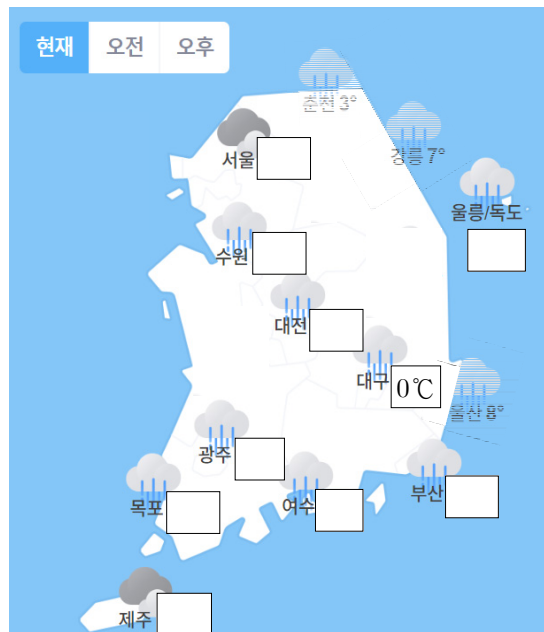 현재 오전 오후
춘천 3°
강릉 7°
서울
울릉/독도
수원
대전
대구 0℃
울산 8°
광주
부산
목포
여수
제주